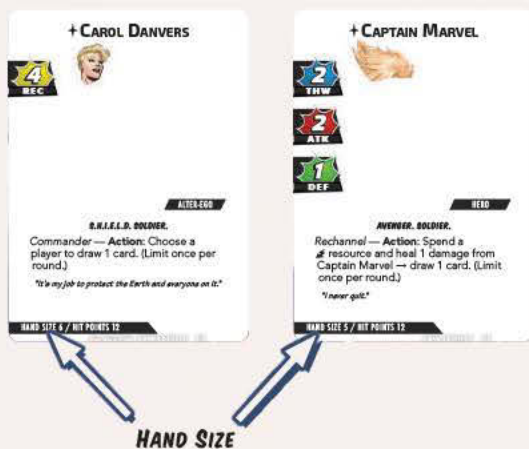 CAROL DANVERS
4
REC
ALTER-EGO
S.H.I.E.L.D. SOLDIER.
Commander — Action: Choose a
player to draw 1 card. (Limit once per
round.)
"It's my job to protect the Earth and everyone on it."
HAND SIZE 6 / HIT POINTS 12
CAPTAIN MARVEL
2
THW
2
ATK
1
DEF
HERO
AVENGER. SOLDIER.
Rechannel — Action: Spend a
resource and heal 1 damage from
Captain Marvel → draw 1 card. (Limit
once per round.)
"I never quit."
HAND SIZE 5 / HIT POINTS 12
HAND SIZE